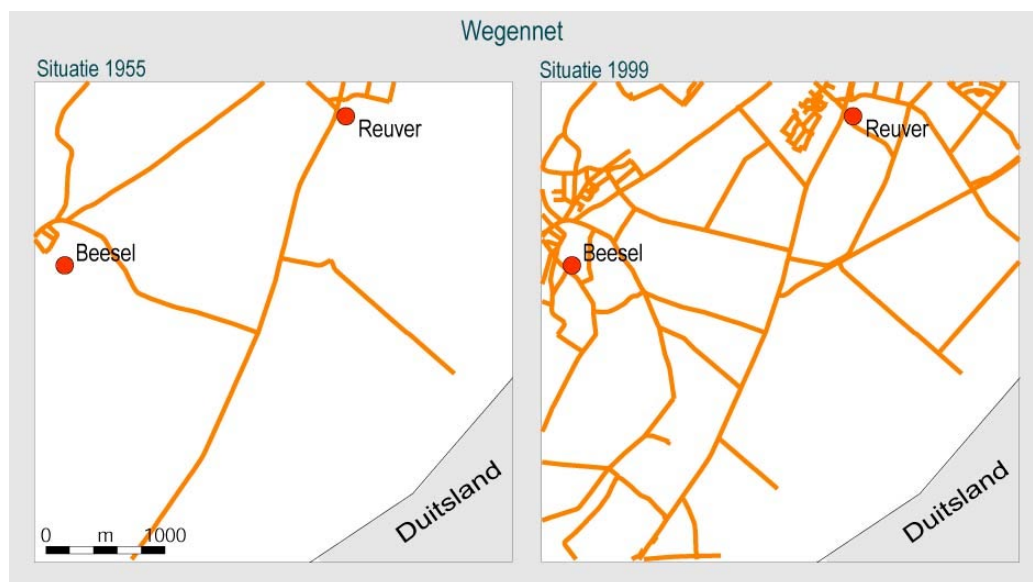 Wegennet
Situatie 1955
Situatie 1999
Reuver
Beesel
Duitsland
0 m 1000
Reuver
Beesel
Duitsland